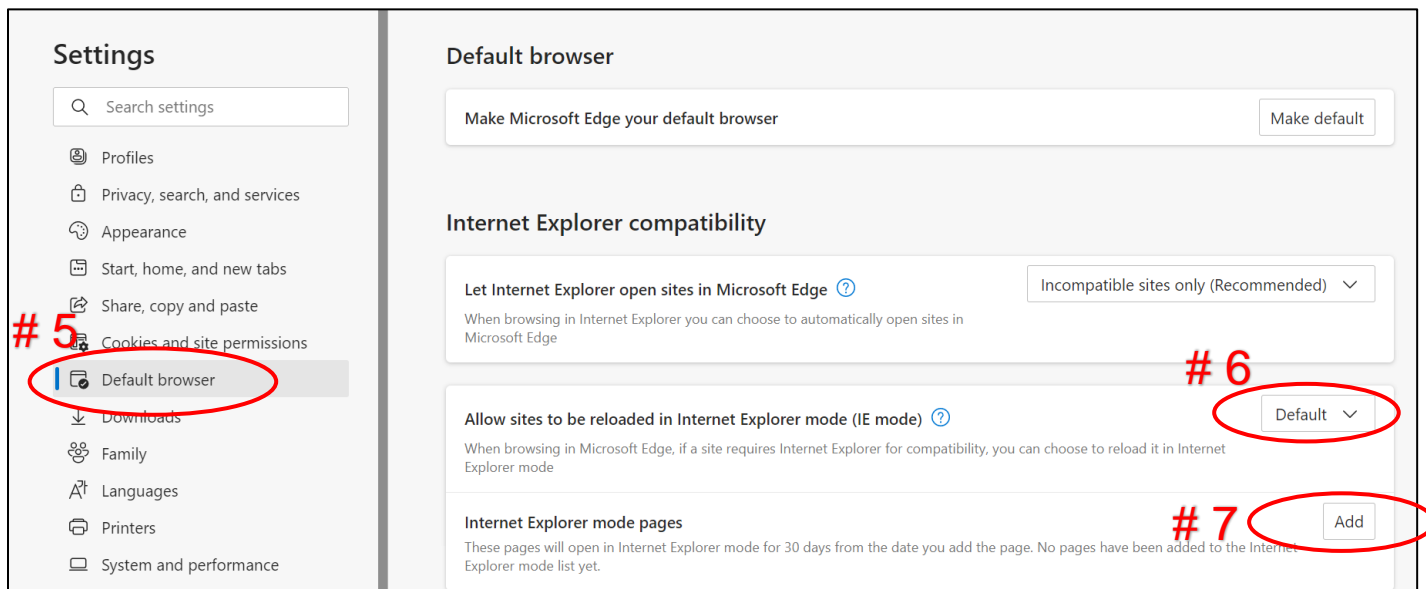 Settings
Search settings
Profiles
Privacy, search, and services
Appearance
Start, home, and new tabs
Share, copy and paste
# 5
Cookies and site permissions
Default browser
Downloads
Family
Languages
Printers
System and performance
Default browser
Make Microsoft Edge your default browser
Make default
Internet Explorer compatibility
Let Internet Explorer open sites in Microsoft Edge
Incompatible sites only (Recommended)
When browsing in Internet Explorer you can choose to automatically open sites in
Microsoft Edge
# 6
Allow sites to be reloaded in Internet Explorer mode (IE mode)
Default
When browsing in Microsoft Edge, if a site requires Internet Explorer for compatibility, you can choose to reload it in Internet
Explorer mode
# 7
Internet Explorer mode pages
Add
These pages will open in Internet Explorer mode for 30 days from the date you add the page. No pages have been added to the Internet
Explorer mode list yet.